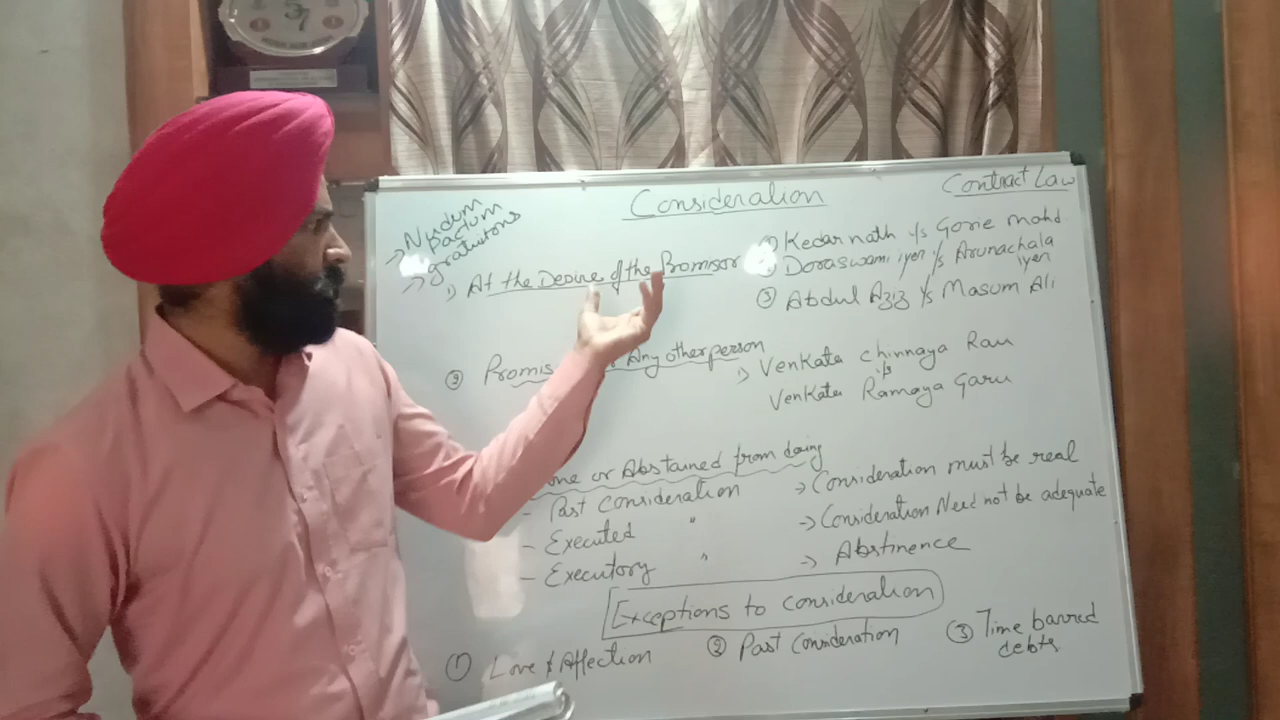 Contract Law
Consideration
→ Nudum
Pactum
→ gratuitous
1) At the Desire of the Promisor
① Kedar nath v/s Gorie Mohd
Doraswami iyer v/s Arunachala
iyer
③ Abdul Aziz v/s Masum Ali
② Promis Any other person
1) Venkata Chinnaya Rau
v/s
Venkata Ramaya Garu
one or Abstained from doing
- Past Consideration
- Executed "
- Executory "
→ Consideration must be real
→ Consideration Need not be adequate
→ Abstinence
Exceptions to consideration
① Love & Affection
② Past Consideration
③ Time barred
debts
57